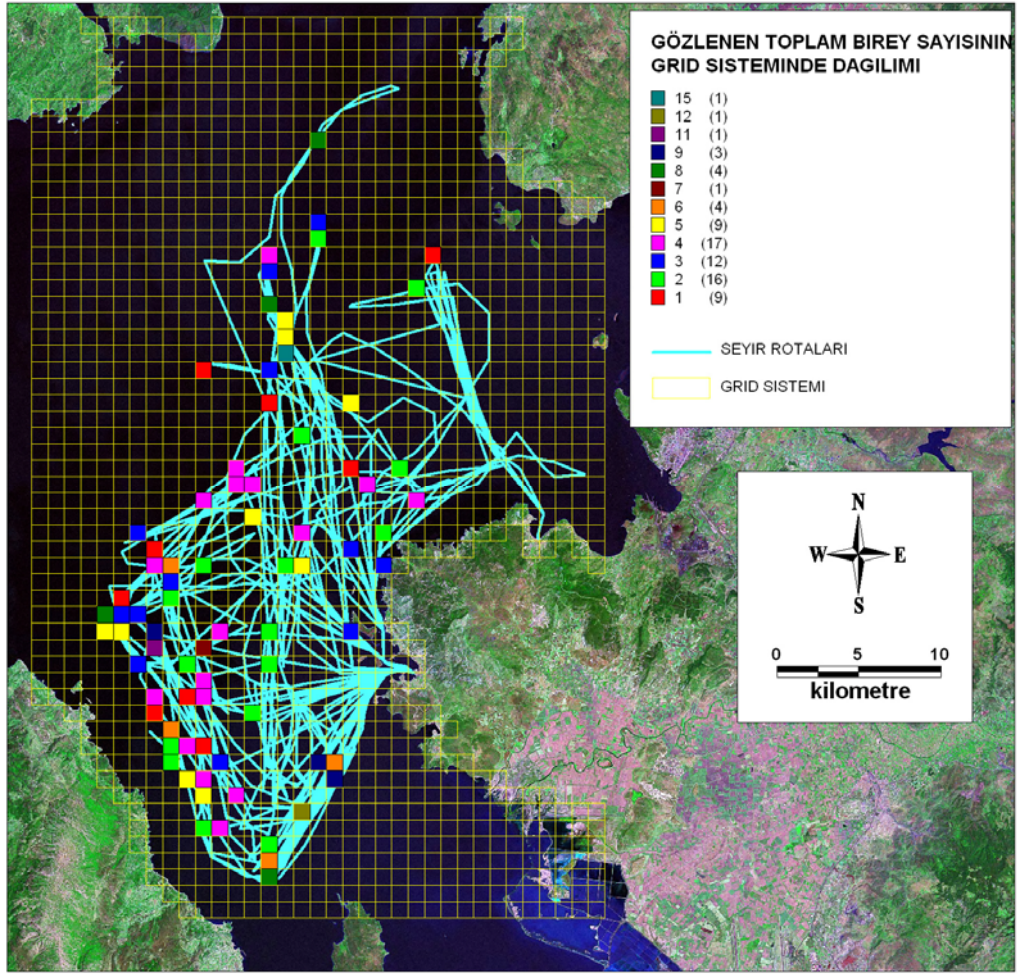 GÖZLENEN TOPLAM BIREY SAYISININ
GRID SISTEMINDE DAGILIMI
15 (1)
12 (1)
11 (1)
9 (3)
8 (4)
7 (1)
6 (4)
5 (9)
4 (17)
3 (12)
2 (16)
1 (9)
SEYIR ROTALARI
GRID SISTEMI
N
W E
S
0 5 10
kilometre